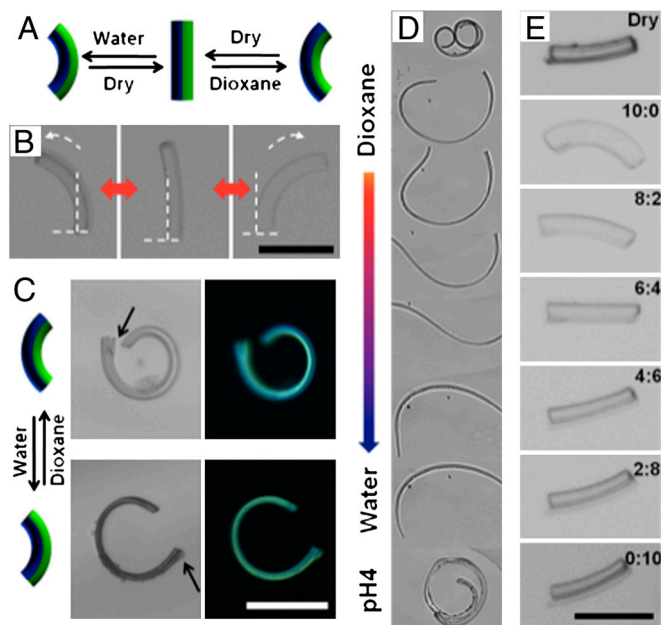 A
Water
Dry
Dry
Dioxane
B
C
Water
Dioxane
D
Dioxane
Water
pH4
E
Dry
10:0
8:2
6:4
4:6
2:8
0:10